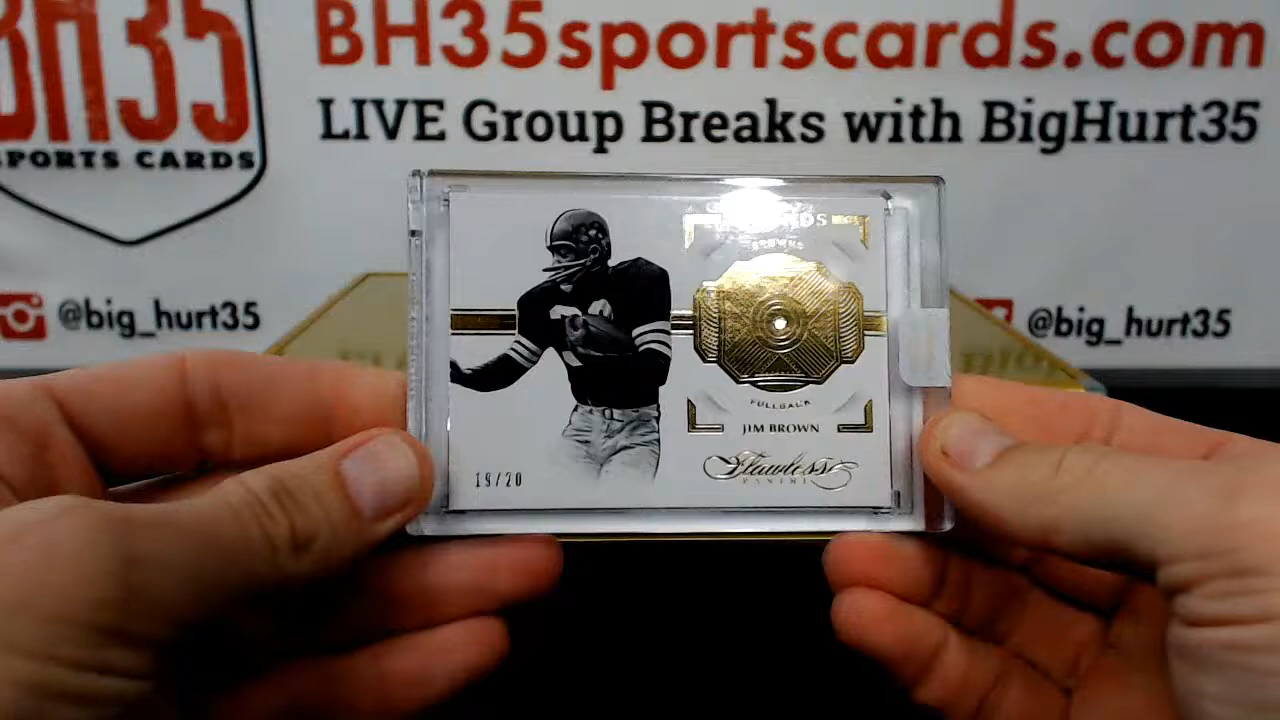 BH35
SPORTS CARDS
BH35sportscards.com
LIVE Group Breaks with BigHurt35
@big_hurt35
@big_hurt35
BROWNS
FULLBACK
JIM BROWN
Flawless
PANINI
19/20